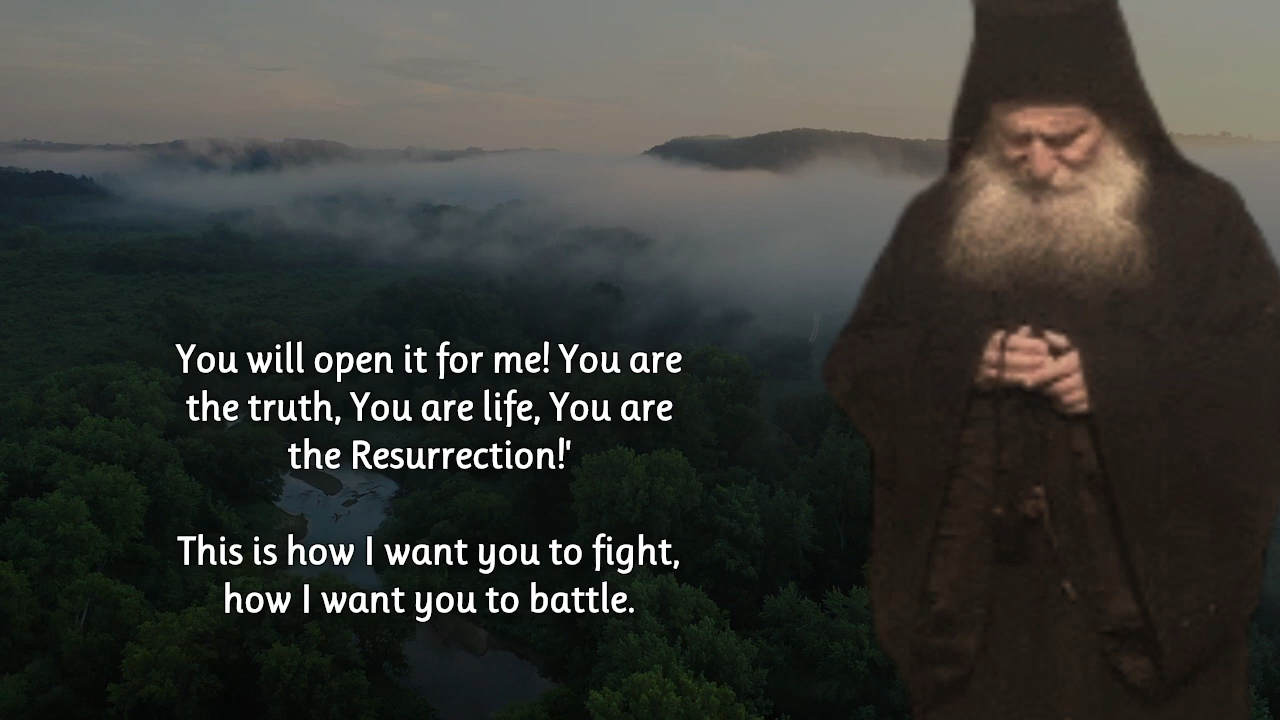 You will open it for me! You are
the truth, You are life, You are
the Resurrection!'
This is how I want you to fight,
how I want you to battle.